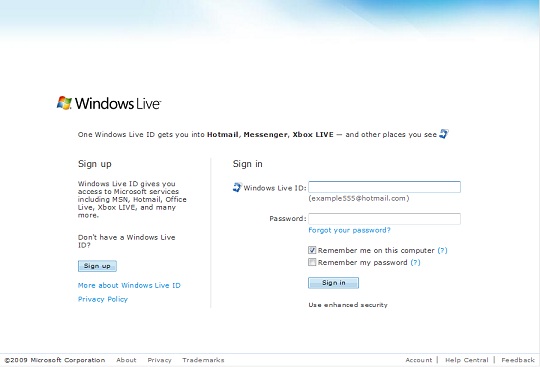 Windows Live™
One Windows Live ID gets you into Hotmail, Messenger, Xbox LIVE — and other places you see
Sign up
Windows Live ID gives you
access to Microsoft services
including MSN, Hotmail, Office
Live, Xbox LIVE, and many
more.
Don't have a Windows Live
ID?
Sign up
More about Windows Live ID
Privacy Policy
Sign in
Windows Live ID:
(example555@hotmail.com)
Password:
Forgot your password?
Remember me on this computer (?)
Remember my password (?)
Sign in
Use enhanced security
©2009 Microsoft Corporation About Privacy Trademarks Account | Help Central | Feedback